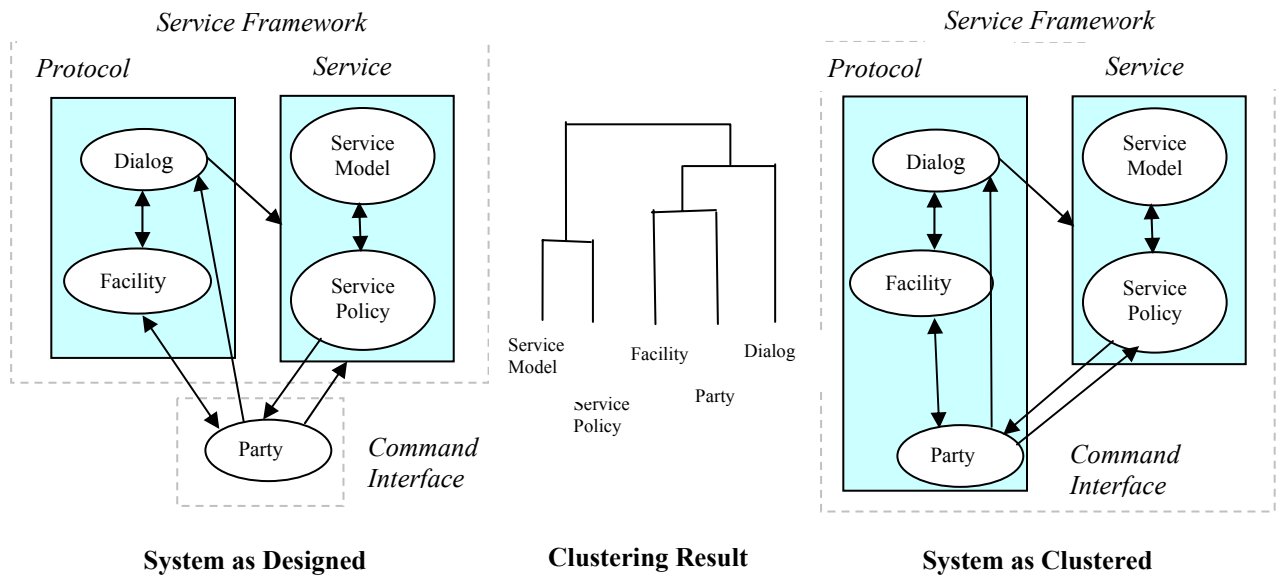 Service Framework
Protocol
Service
Dialog
Service
Model
Facility
Service
Policy
Party
Command
Interface
System as Designed
Service
Model
Service
Policy
Facility
Party
Dialog
Clustering Result
Service Framework
Protocol
Service
Dialog
Service
Model
Facility
Service
Policy
Party
Command
Interface
System as Clustered